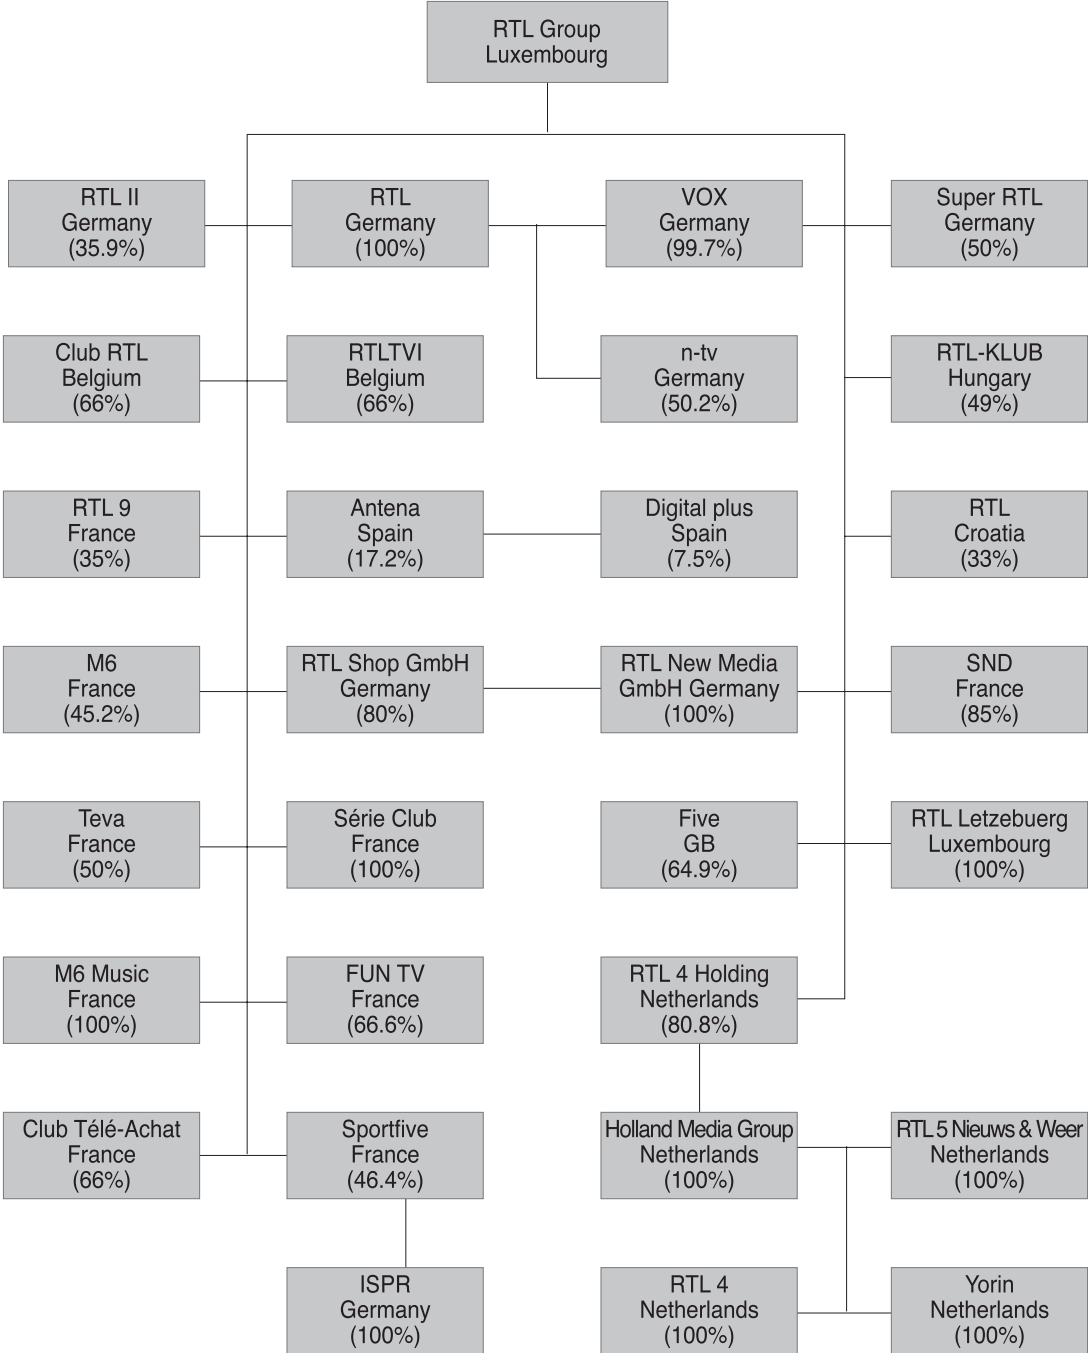 RTL Group
Luxembourg
RTL II
Germany
(35.9%)
RTL
Germany
(100%)
VOX
Germany
(99.7%)
Super RTL
Germany
(50%)
Club RTL
Belgium
(66%)
RTLTVI
Belgium
(66%)
n-tv
Germany
(50.2%)
RTL-KLUB
Hungary
(49%)
RTL 9
France
(35%)
Antena
Spain
(17.2%)
Digital plus
Spain
(7.5%)
RTL
Croatia
(33%)
M6
France
(45.2%)
RTL Shop GmbH
Germany
(80%)
RTL New Media
GmbH Germany
(100%)
SND
France
(85%)
Teva
France
(50%)
Série Club
France
(100%)
Five
GB
(64.9%)
RTL Letzebuerg
Luxembourg
(100%)
M6 Music
France
(100%)
FUN TV
France
(66.6%)
RTL 4 Holding
Netherlands
(80.8%)
Club Télé-Achat
France
(66%)
Sportfive
France
(46.4%)
Holland Media Group
Netherlands
(100%)
RTL 5 Nieuws & Weer
Netherlands
(100%)
ISPR
Germany
(100%)
RTL 4
Netherlands
(100%)
Yorin
Netherlands
(100%)